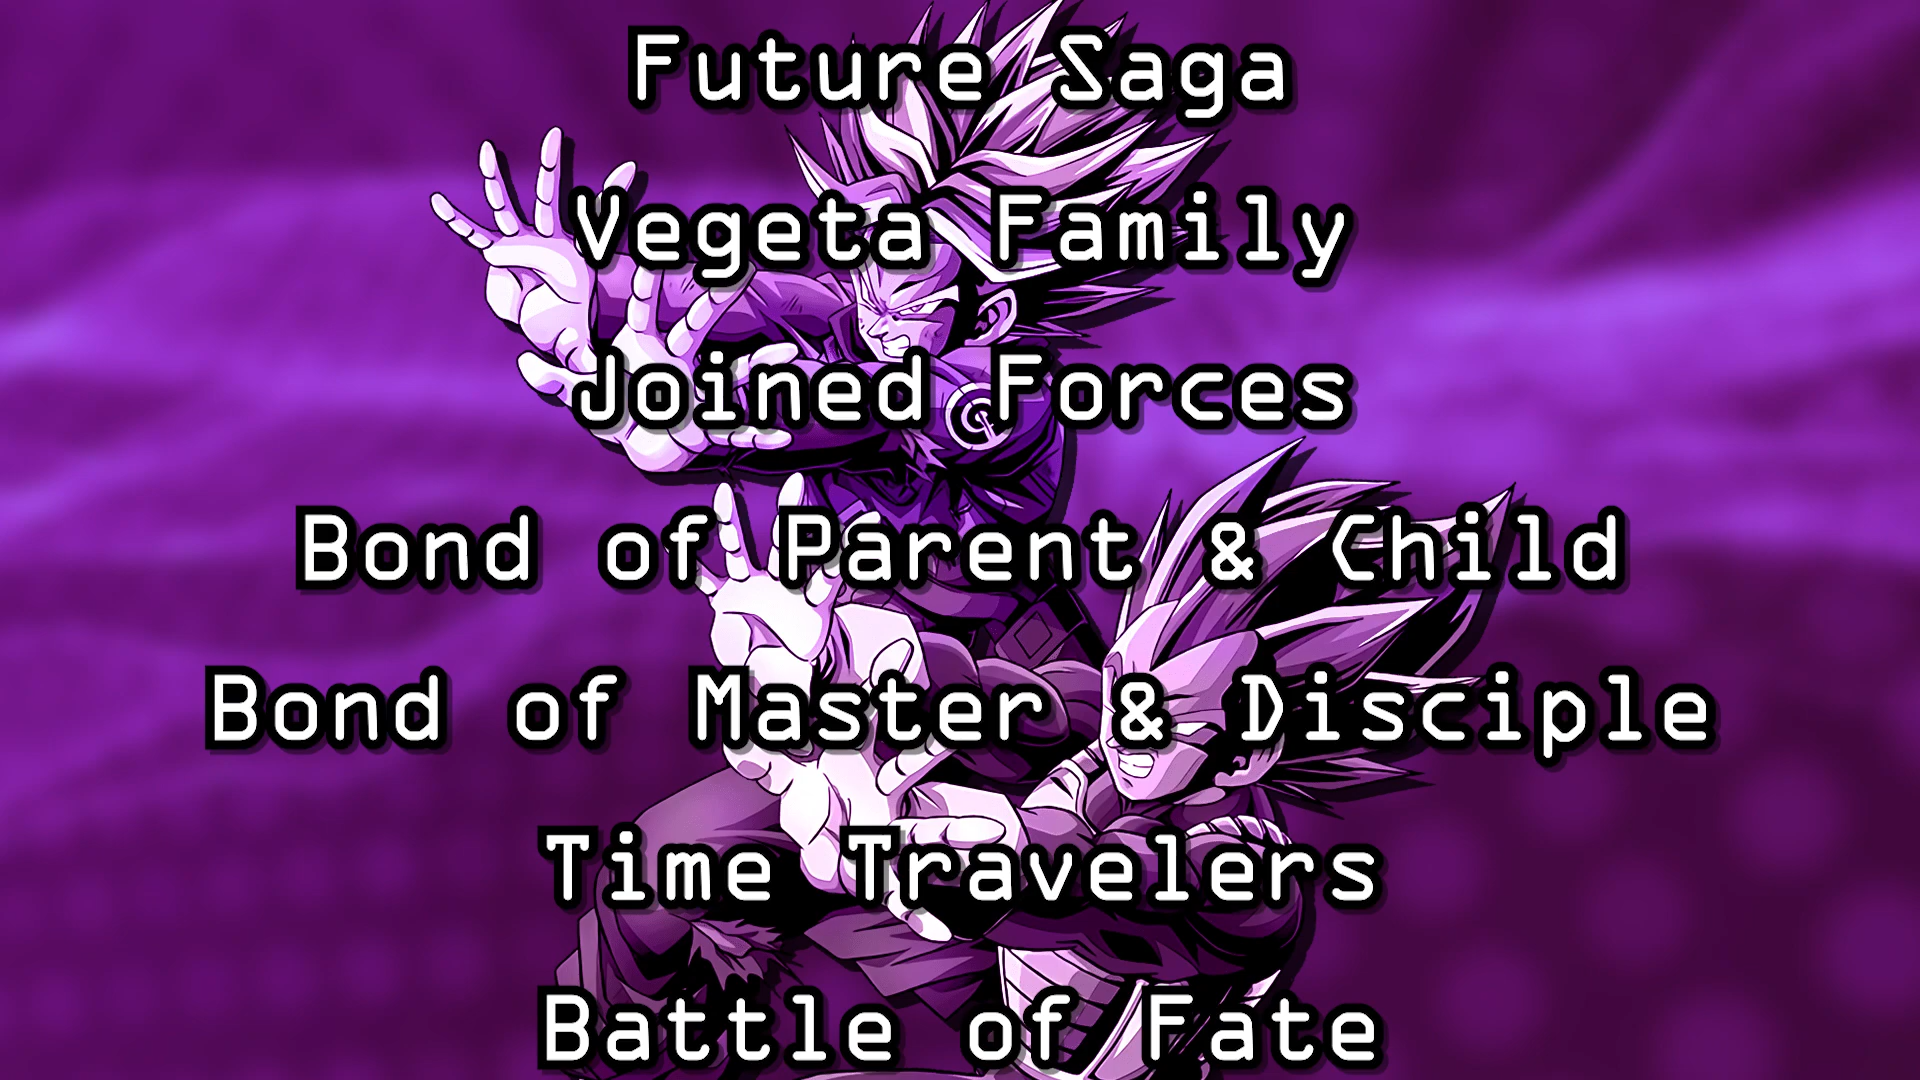 Future Saga
Vegeta Family
Joined Forces
Bond of Parent & Child
Bond of Master & Disciple
Time Travelers
Battle of Fate